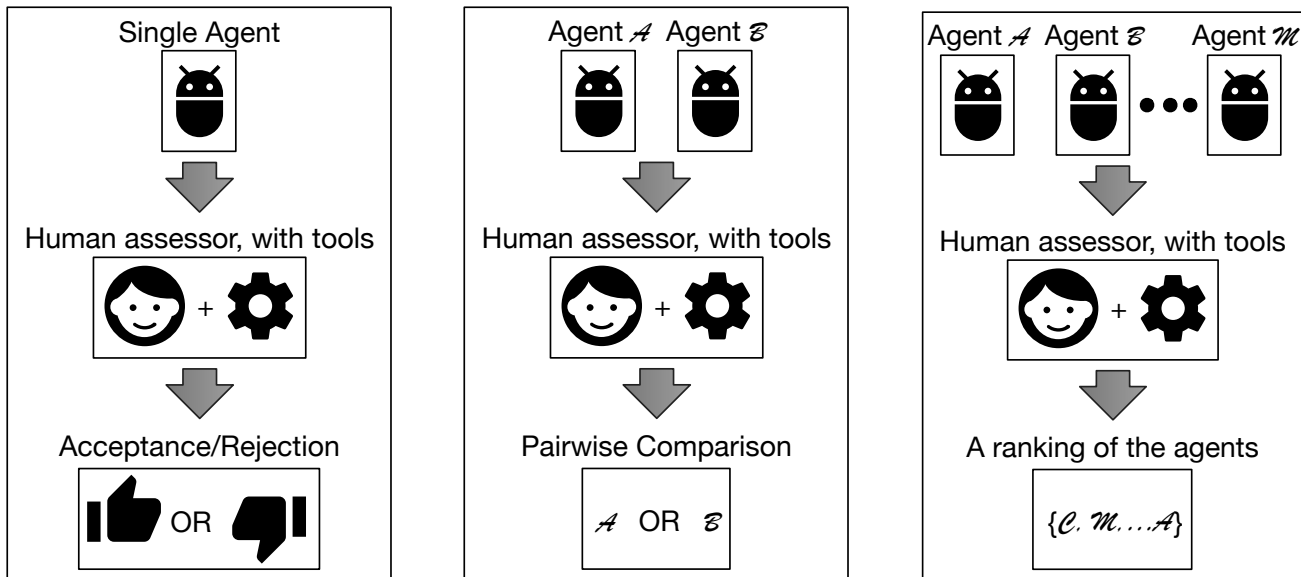 Single Agent
Human assessor, with tools
+
Acceptance/Rejection
OR
Agent 𝒜 Agent ℬ
Human assessor, with tools
+
Pairwise Comparison
𝒜 OR ℬ
Agent 𝒜 Agent ℬ Agent ℳ
Human assessor, with tools
+
A ranking of the agents
{𝒞, ℳ, ...𝒜}